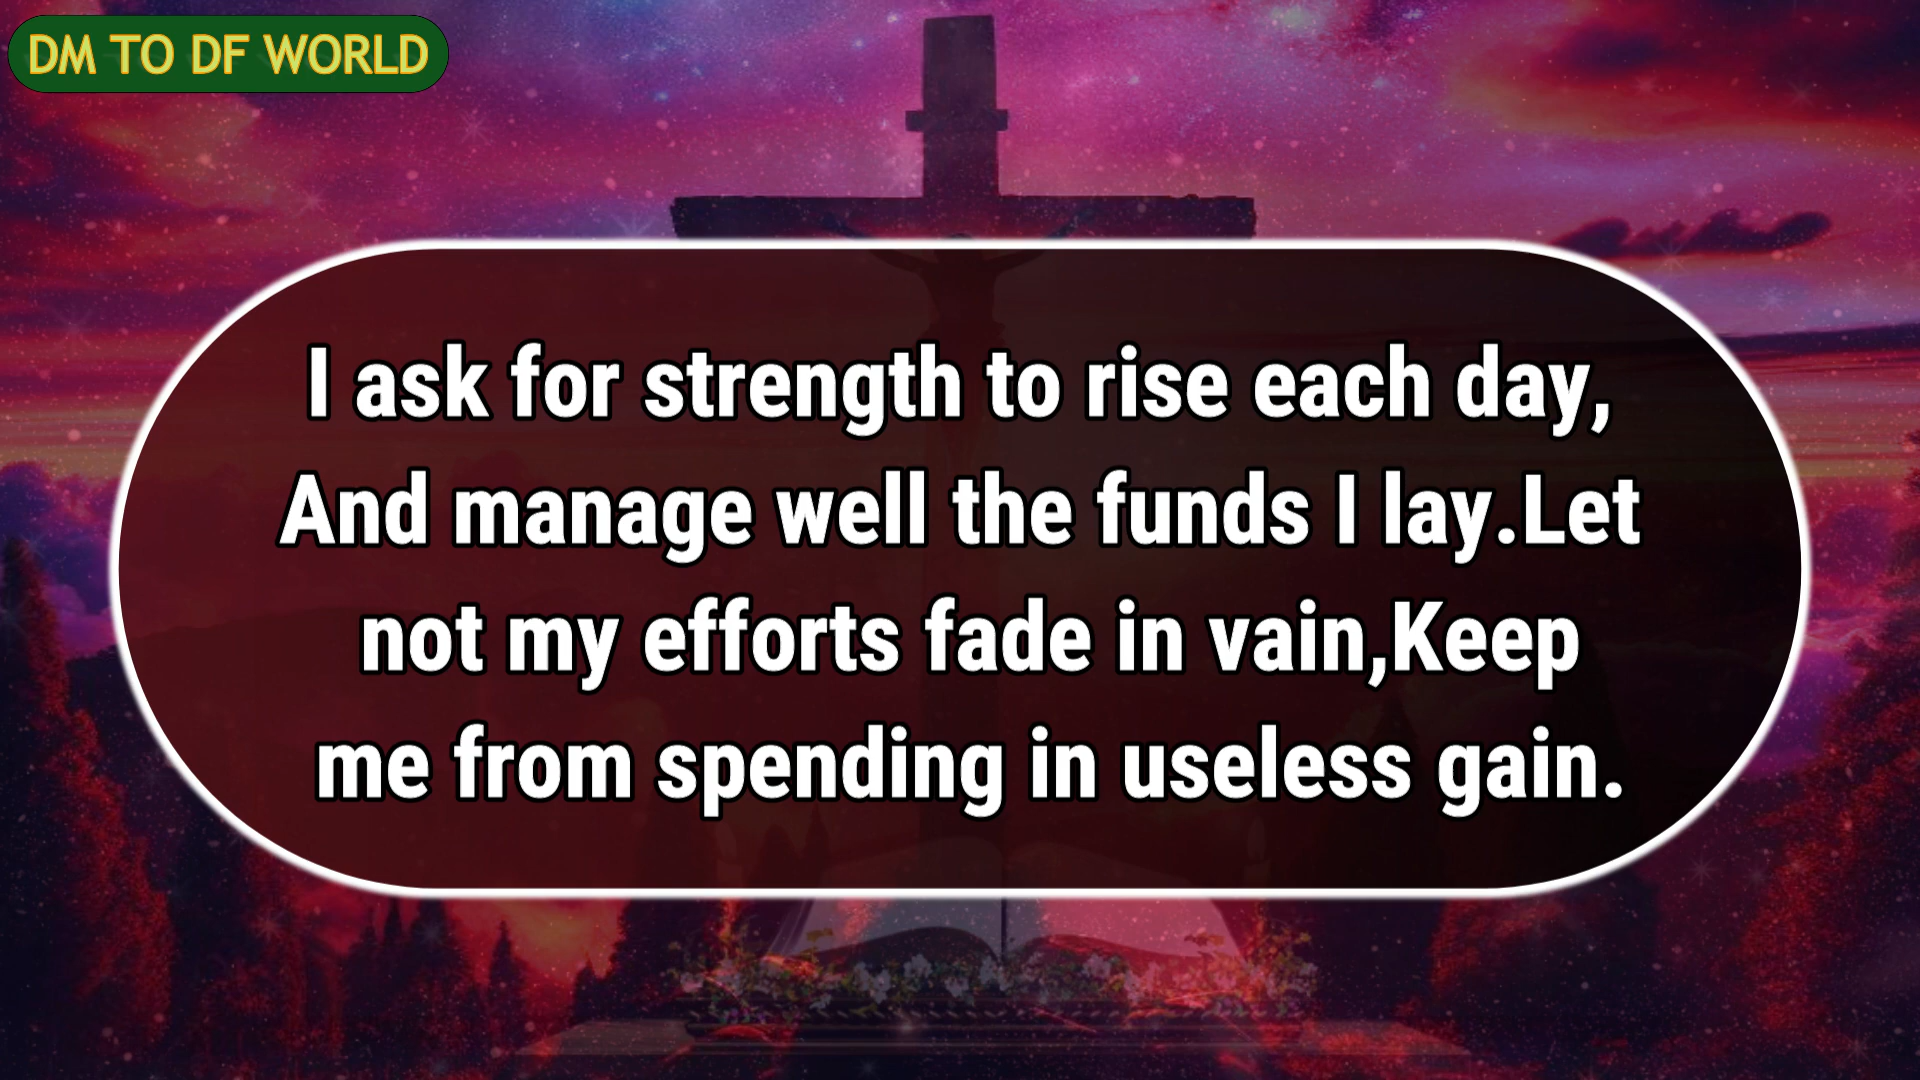 DM TO DF WORLD
I ask for strength to rise each day,
And manage well the funds I lay.Let
not my efforts fade in vain,Keep
me from spending in useless gain.